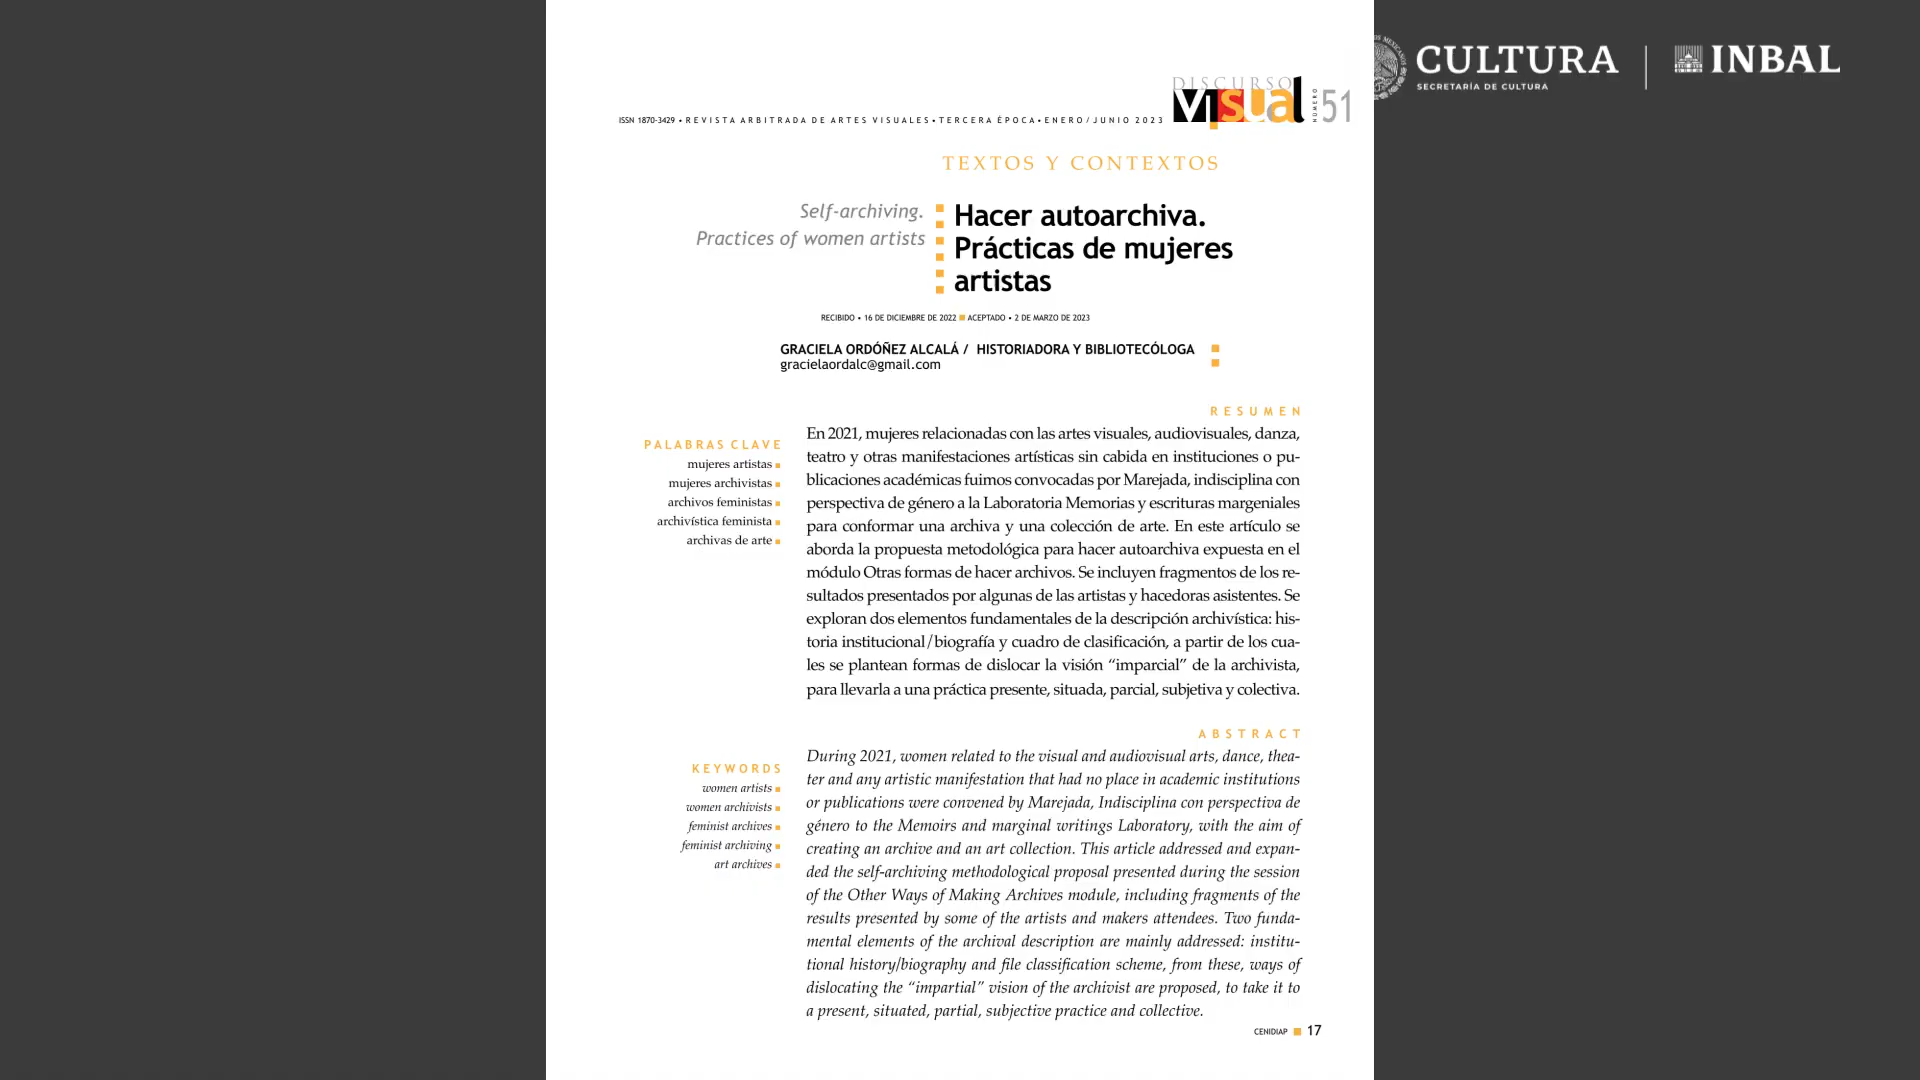 CULTURA
SECRETARÍA DE CULTURA
INBAL
DISCURSO
visual
NÚMERO
51
ISSN 1870-3429 • REVISTA ARBITRADA DE ARTES VISUALES • TERCERA ÉPOCA • ENERO/JUNIO 2023
TEXTOS Y CONTEXTOS
Self-archiving.
Practices of women artists
Hacer autoarchiva.
Prácticas de mujeres
artistas
RECIBIDO • 16 DE DICIEMBRE DE 2022 ■ ACEPTADO • 2 DE MARZO DE 2023
GRACIELA ORDÓÑEZ ALCALÁ / HISTORIADORA Y BIBLIOTECÓLOGA
gracielaordalc@gmail.com
PALABRAS CLAVE
mujeres artistas
mujeres archivistas
archivos feministas
archivística feminista
archivas de arte
RESUMEN
En 2021, mujeres relacionadas con las artes visuales, audiovisuales, danza,
teatro y otras manifestaciones artísticas sin cabida en instituciones o pu-
blicaciones académicas fuimos convocadas por Marejada, indisciplina con
perspectiva de género a la Laboratoria Memorias y escrituras margeniales
para conformar una archiva y una colección de arte. En este artículo se
aborda la propuesta metodológica para hacer autoarchiva expuesta en el
módulo Otras formas de hacer archivos. Se incluyen fragmentos de los re-
sultados presentados por algunas de las artistas y hacedoras asistentes. Se
exploran dos elementos fundamentales de la descripción archivística: his-
toria institucional/biografía y cuadro de clasificación, a partir de los cua-
les se plantean formas de dislocar la visión “imparcial” de la archivista,
para llevarla a una práctica presente, situada, parcial, subjetiva y colectiva.
KEYWORDS
women artists
women archivists
feminist archives
feminist archiving
art archives
ABSTRACT
During 2021, women related to the visual and audiovisual arts, dance, thea-
ter and any artistic manifestation that had no place in academic institutions
or publications were convened by Marejada, Indisciplina con perspectiva de
género to the Memoirs and marginal writings Laboratory, with the aim of
creating an archive and an art collection. This article addressed and expan-
ded the self-archiving methodological proposal presented during the session
of the Other Ways of Making Archives module, including fragments of the
results presented by some of the artists and makers attendees. Two funda-
mental elements of the archival description are mainly addressed: institu-
tional history/biography and file classification scheme, from these, ways of
dislocating the “impartial” vision of the archivist are proposed, to take it to
a present, situated, partial, subjective practice and collective.
CENIDIAP ■ 17